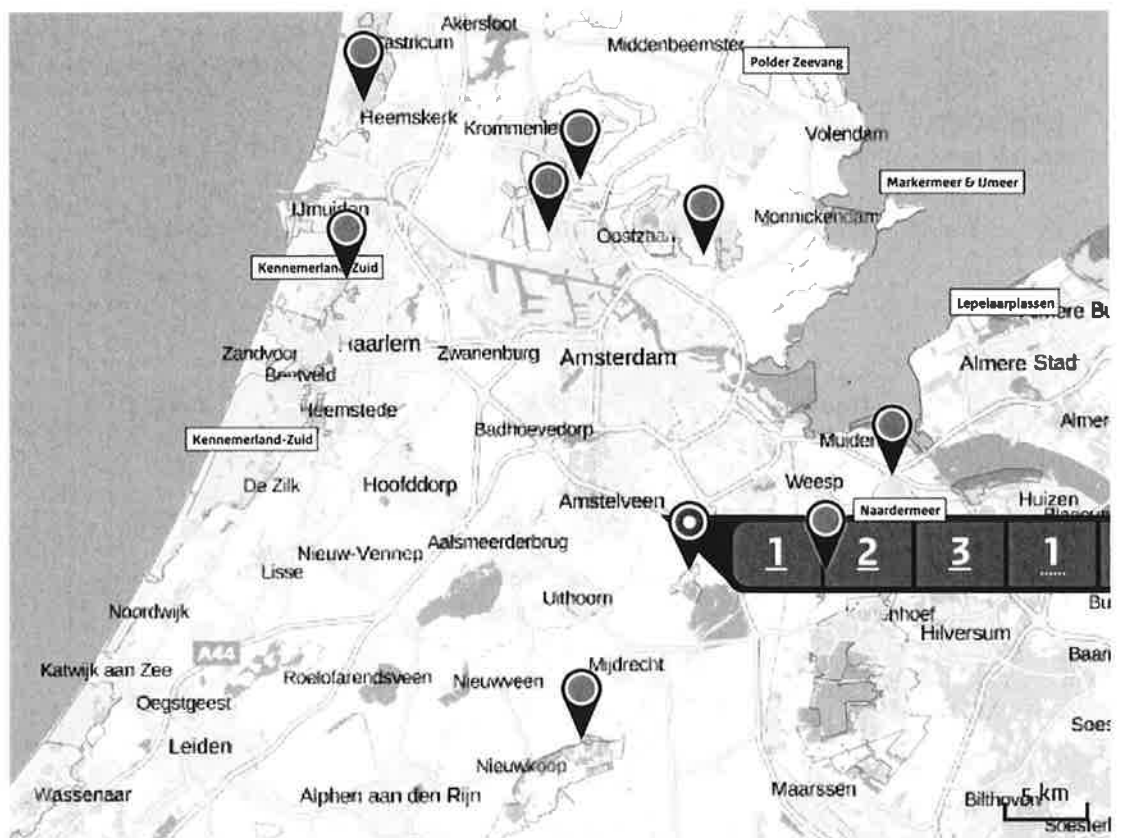 Akersloot
Castricum
Middenbeemster
Polder Zeevang
Heemskerk
Krommenie
Volendam
Markermeer & IJmeer
IJmuiden
Monnickendam
Kennemerland-Zuid
Lepelaarplassen
Haarlem
Zwanenburg
Amsterdam
Almere Stad
Bentveld
Heemstede
Badhoevedorp
Muiden
Kennemerland-Zuid
De Zilk
Hoofddorp
Amstelveen
Weesp
Huizen
Naardermeer
1 2 3 1
Aalsmeerderbrug
Nieuw-Vennep
Lisse
Uithoorn
Bu
Noordwijk
Hilversum
A44
Mijdrecht
Baarn
Katwijk aan Zee
Roelofarendsveen
Nieuwveen
Oegstgeest
Leiden
Nieuwkoop
Wassenaar
Alphen aan den Rijn
Maarssen
Bilthoven
5 km